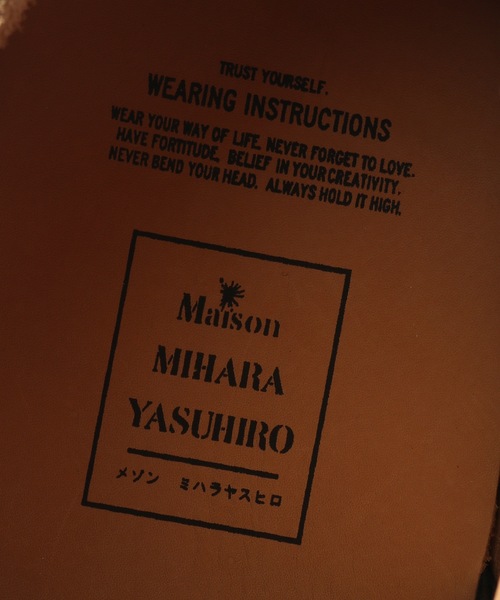 TRUST YOURSELF.
WEARING INSTRUCTIONS
WEAR YOUR WAY OF LIFE. NEVER FORGET TO LOVE.
HAVE FORTITUDE. BELIEF IN YOUR CREATIVITY.
NEVER BEND YOUR HEAD. ALWAYS HOLD IT HIGH.
Maison
MIHARA
YASUHIRO
メゾン ミハラヤスヒロ